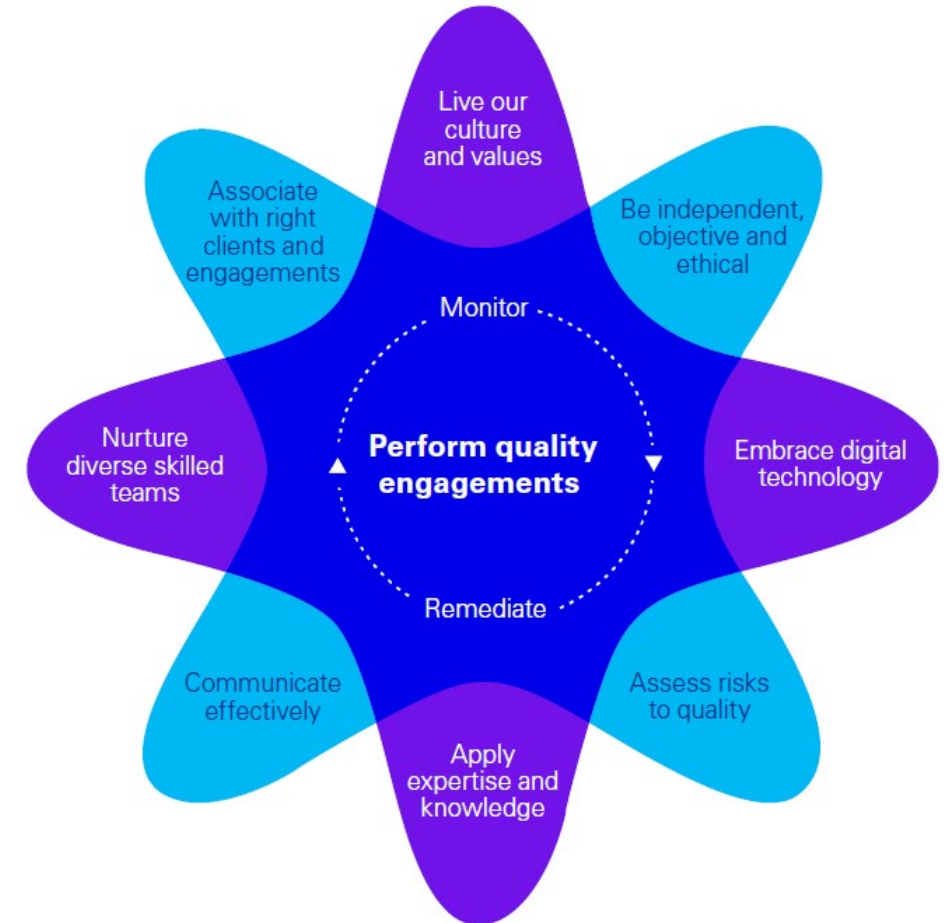 Live our
culture
and values
Be independent,
objective and
ethical
Embrace digital
technology
Assess risks
to quality
Apply
expertise and
knowledge
Communicate
effectively
Nurture
diverse skilled
teams
Associate
with right
clients and
engagements
Monitor
Perform quality
engagements
Remediate